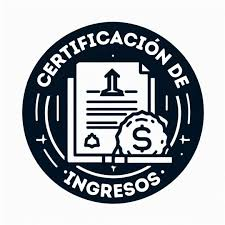 CERTIFICACIÓN DE
$
INGRESOS